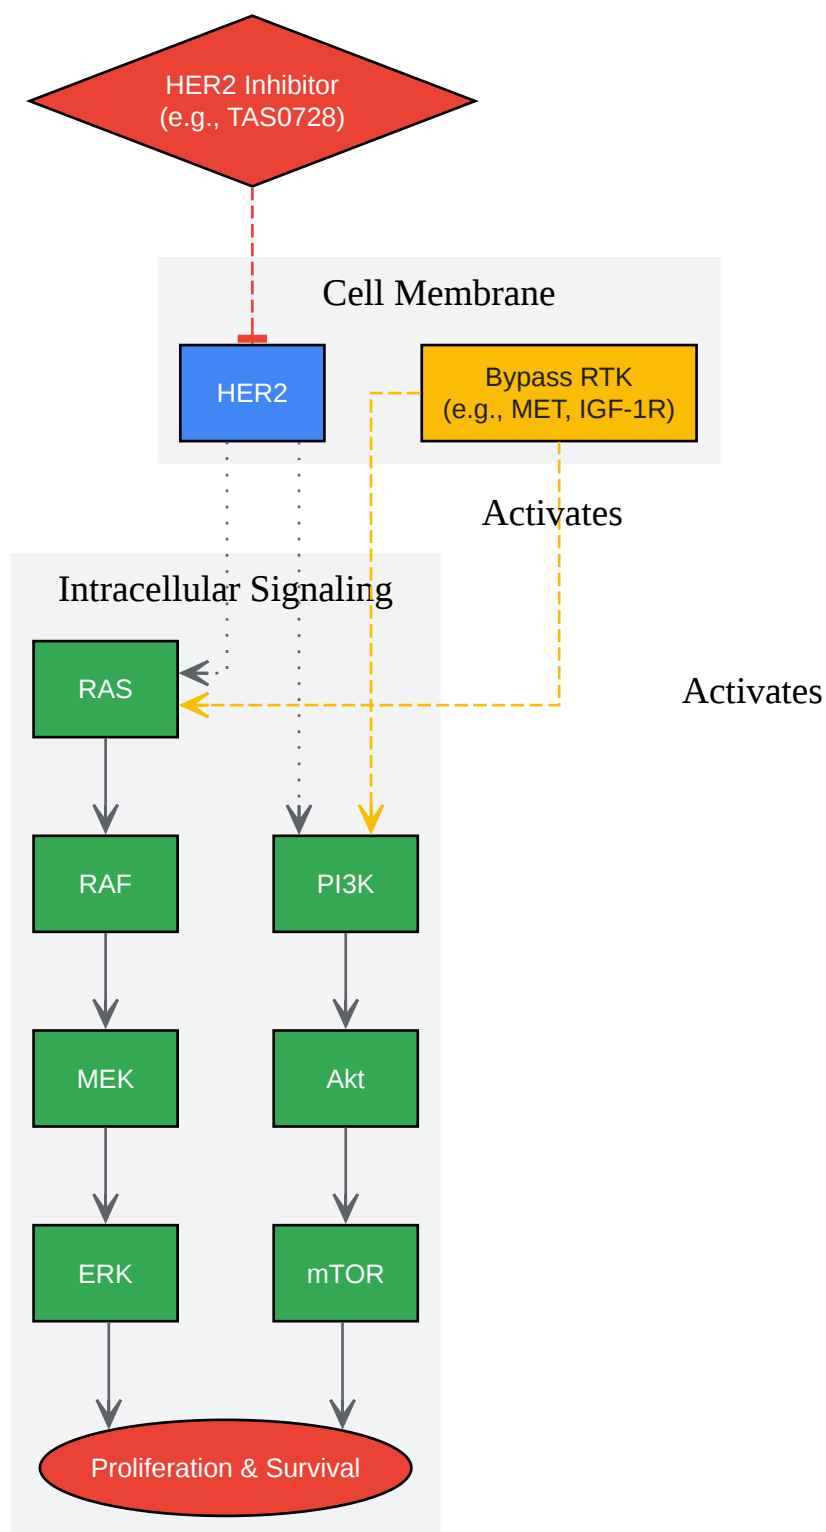 HER2 Inhibitor
(e.g., TAS0728)
Cell Membrane
HER2
Bypass RTK
(e.g., MET, IGF-1R)
Activates
Intracellular Signaling
RAS
Activates
RAF
PI3K
MEK
Akt
ERK
mTOR
Proliferation & Survival